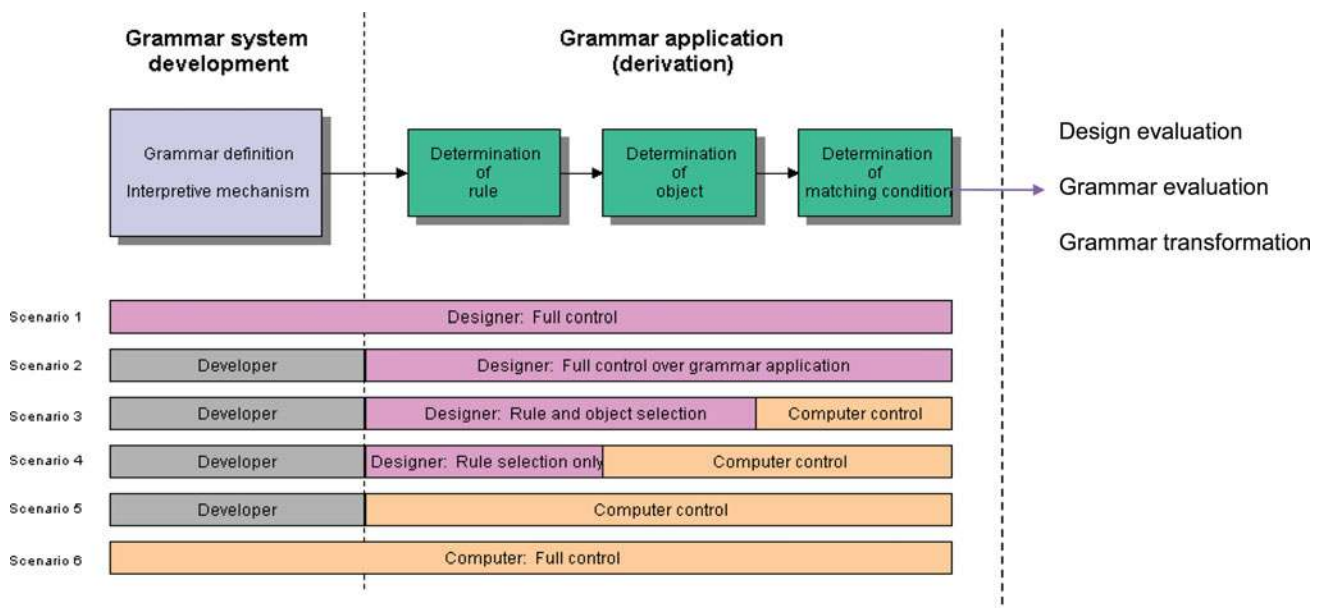 Grammar system
development
Grammar application
(derivation)
Grammar definition
Interpretive mechanism
Determination
of
rule
Determination
of
object
Determination
of
matching condition
Design evaluation
Grammar evaluation
Grammar transformation
Scenario 1
Designer: Full control
Scenario 2
Developer
Designer: Full control over grammar application
Scenario 3
Developer
Designer: Rule and object selection
Computer control
Scenario 4
Developer
Designer: Rule selection only
Computer control
Scenario 5
Developer
Computer control
Scenario 6
Computer: Full control